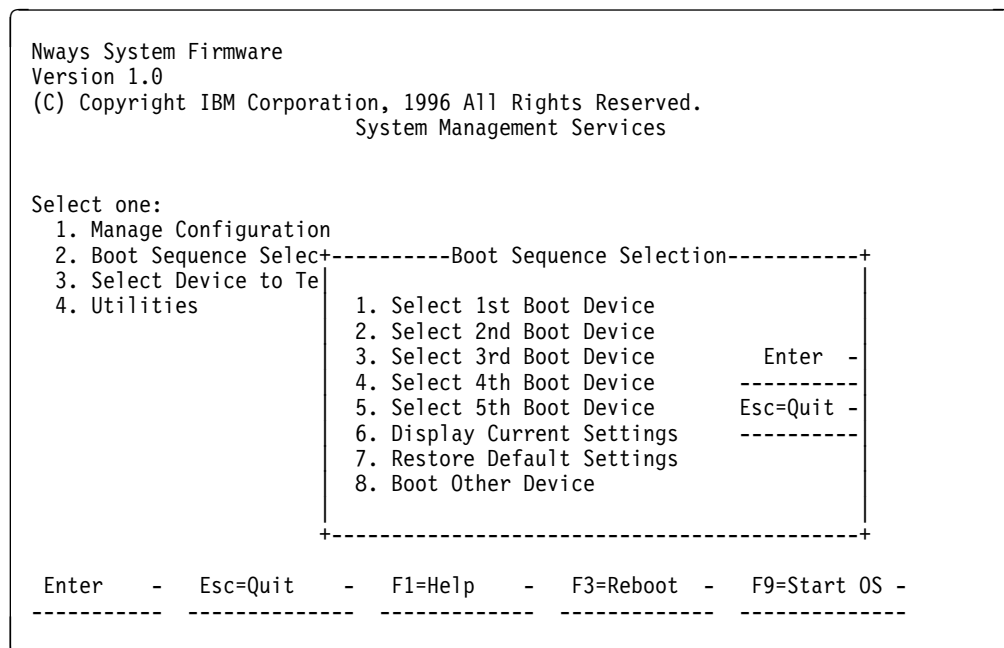 Nways System Firmware
Version 1.0
(C) Copyright IBM Corporation, 1996 All Rights Reserved.
System Management Services
Select one:
1. Manage Configuration
2. Boot Sequence Selec+----------Boot Sequence Selection-----------+
3. Select Device to Te
4. Utilities
1. Select 1st Boot Device
2. Select 2nd Boot Device
3. Select 3rd Boot Device Enter -
4. Select 4th Boot Device ----------
5. Select 5th Boot Device Esc=Quit -
6. Display Current Settings ----------
7. Restore Default Settings
8. Boot Other Device
+--------------------------------------------+
Enter - Esc=Quit - F1=Help - F3=Reboot - F9=Start OS -
----------- -------------- ------------- ------------- --------------